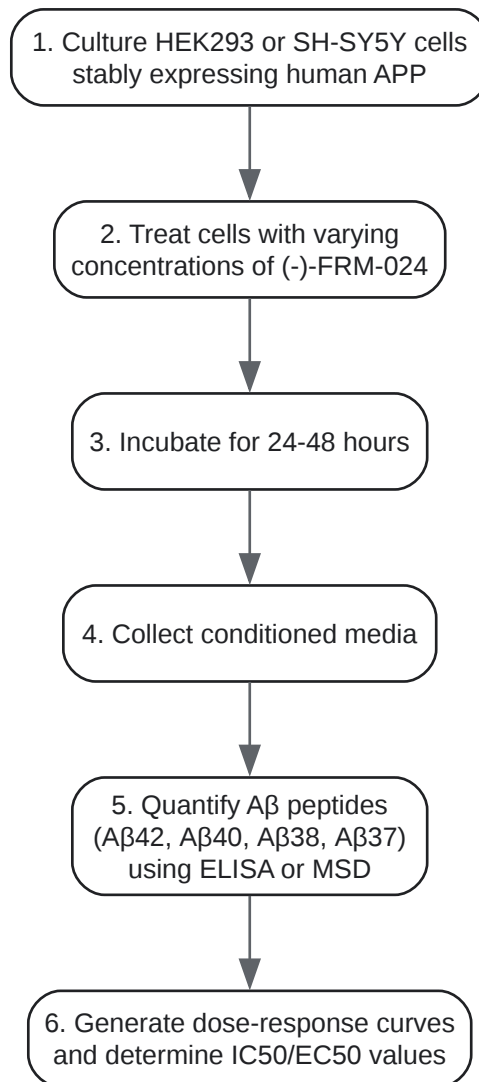 1. Culture HEK293 or SH-SY5Y cells
stably expressing human APP
2. Treat cells with varying
concentrations of (-)-FRM-024
3. Incubate for 24-48 hours
4. Collect conditioned media
5. Quantify Aβ peptides
(Aβ42, Aβ40, Aβ38, Aβ37)
using ELISA or MSD
6. Generate dose-response curves
and determine IC50/EC50 values